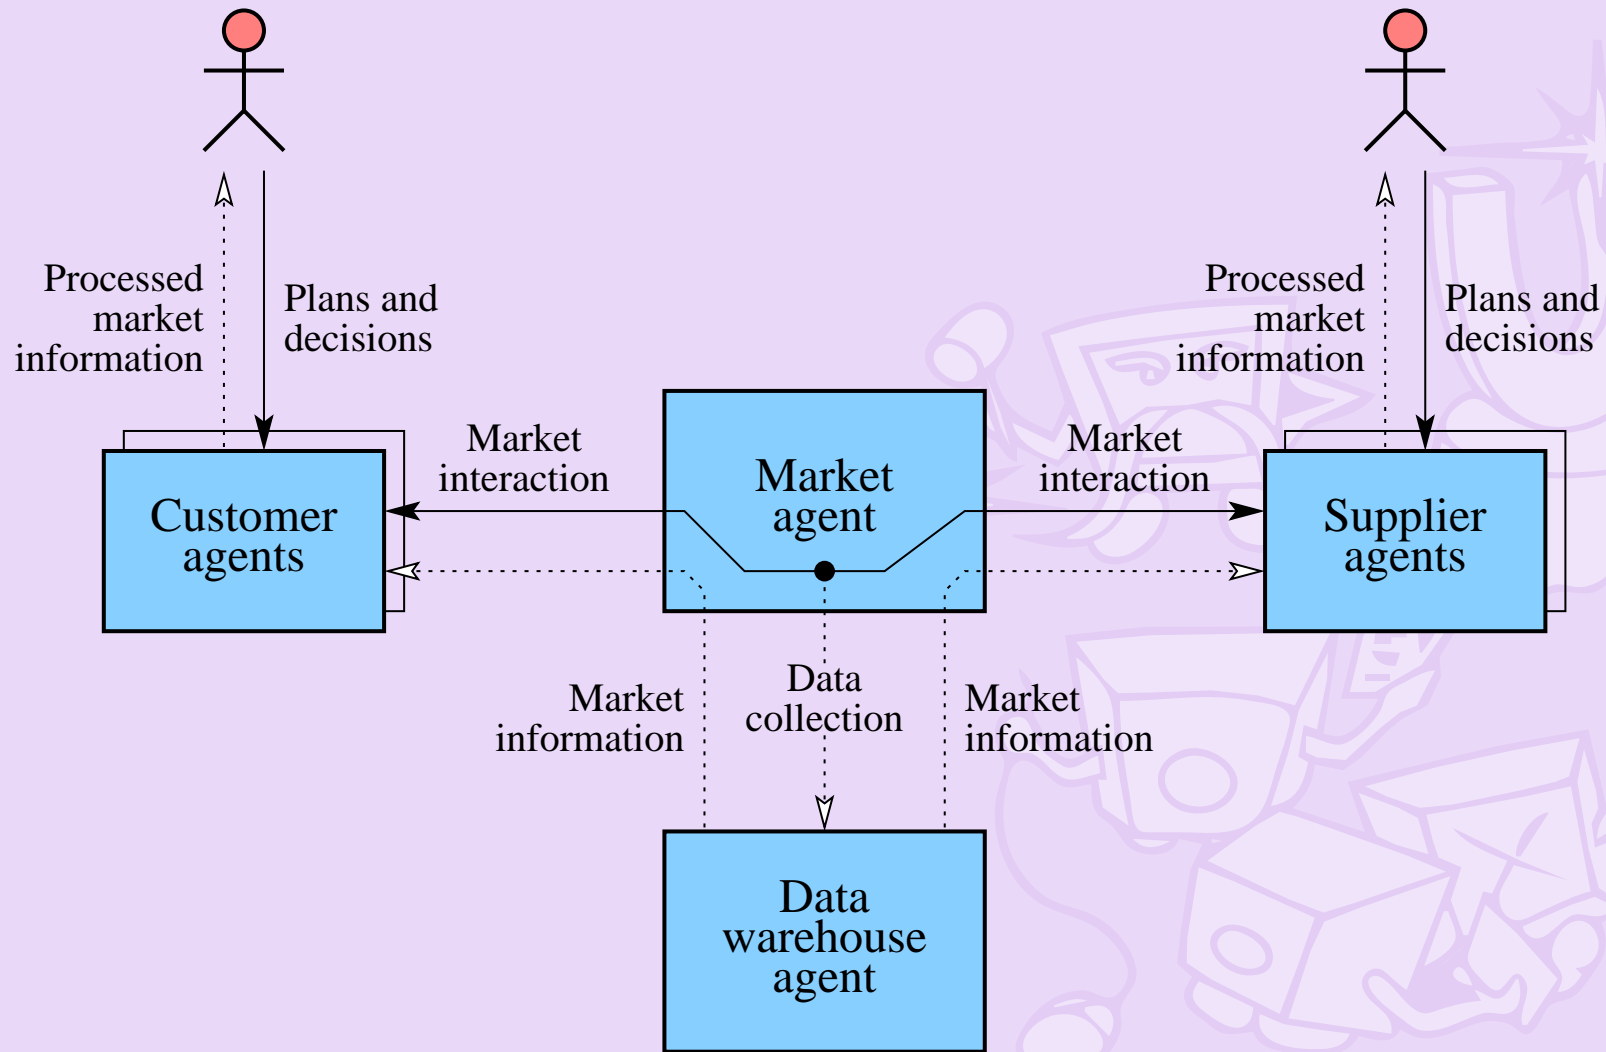 Processed
market
information
Plans and
decisions
Processed
market
information
Plans and
decisions
Market
interaction
Market
interaction
Customer
agents
Market
agent
Supplier
agents
Market
information
Data
collection
Market
information
Data
warehouse
agent